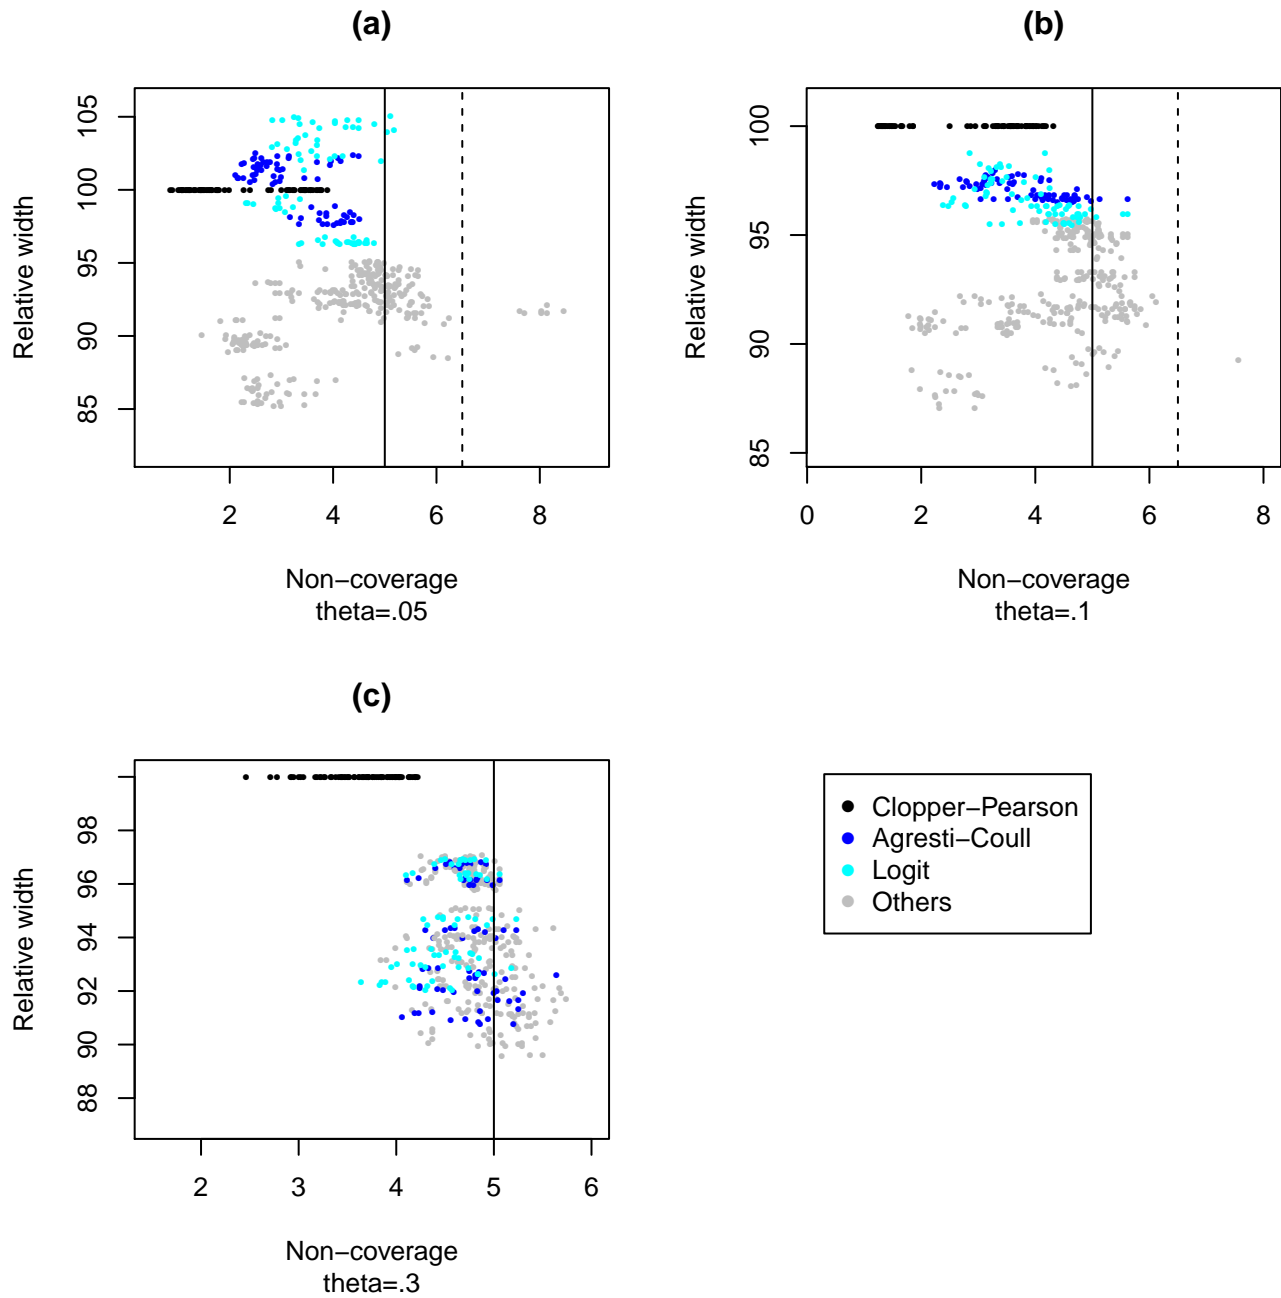 (a)
105
100
95
90
85
Relative width
2 4 6 8
Non−coverage
theta=.05
(b)
100
95
90
85
Relative width
0 2 4 6 8
Non−coverage
theta=.1
(c)
98
96
94
92
90
88
Relative width
2 3 4 5 6
Non−coverage
theta=.3
Clopper−Pearson
Agresti−Coull
Logit
Others